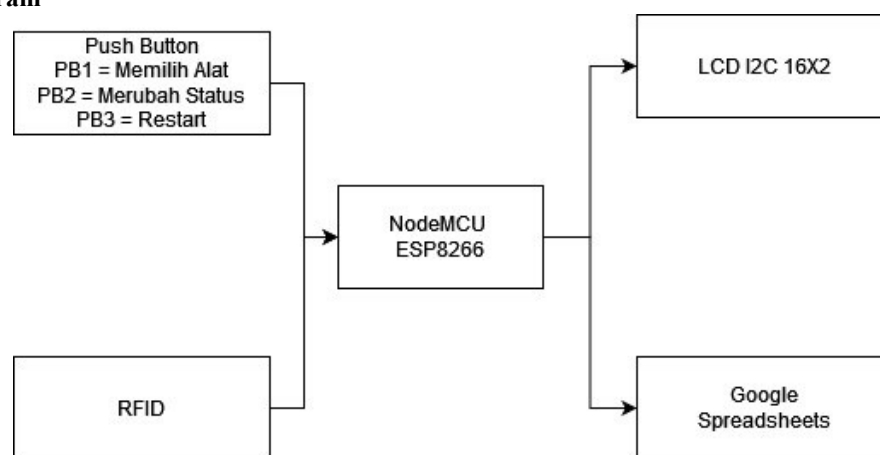 Push Button
PB1 = Memilih Alat
PB2 = Merubah Status
PB3 = Restart
LCD I2C 16X2
NodeMCU
ESP8266
RFID
Google
Spreadsheets